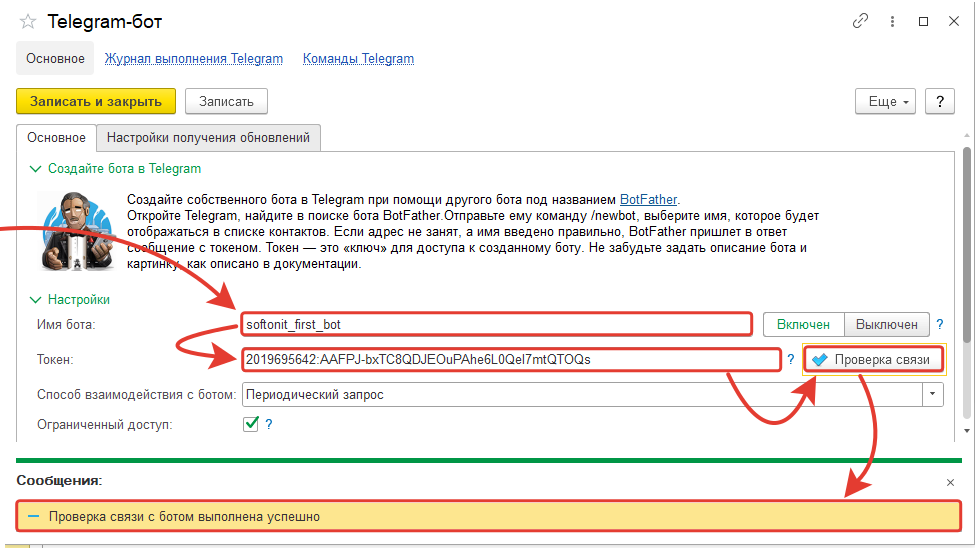 Telegram-бот
Основное Журнал выполнения Telegram Команды Telegram
Записать и закрыть Записать Еще ?
Основное Настройки получения обновлений
Создайте бота в Telegram
Создайте собственного бота в Telegram при помощи другого бота под названием BotFather.
Откройте Telegram, найдите в поиске бота BotFather.Отправьте ему команду /newbot, выберите имя, которое будет
отображаться в списке контактов. Если адрес не занят, а имя введено правильно, BotFather пришлет в ответ
сообщение с токеном. Токен — это «ключ» для доступа к созданному боту. Не забудьте задать описание бота и
картинку, как описано в документации.
Настройки
Имя бота: softonit_first_bot Включен Выключен ?
Токен: 2019695642:AAFPJ-bxTC8QDJEOuPAhe6L0Qel7mtQTOQs ? Проверка связи
Способ взаимодействия с ботом: Периодический запрос
Ограниченный доступ: ?
Сообщения:
Проверка связи с ботом выполнена успешно